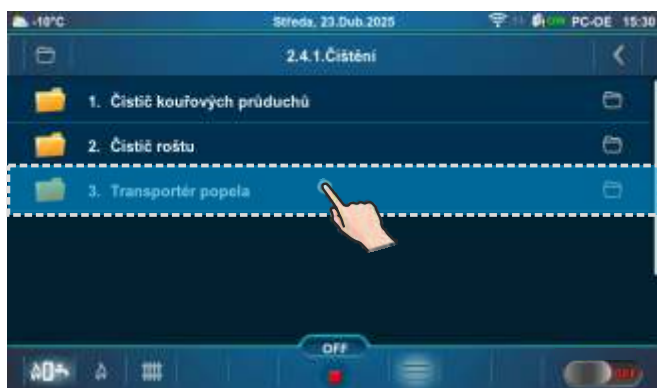 -10°C Středa, 23.Dub.2025 PC-OE 15:30
2.4.1.Čištění
1. Čistič kouřových průduchů
2. Čistič roštu
3. Transportér popela
OFF
OFF